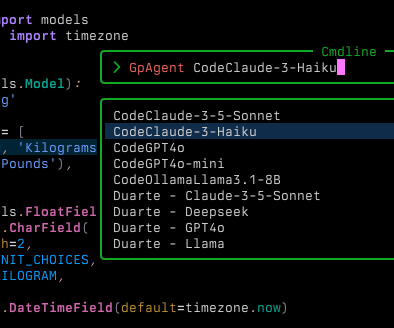 port models
import timezone
Cmdline
> GpAgent CodeClaude-3-Haiku
ls.Model):
g'
= [
, 'Kilograms
Pounds'),
ls.FloatFiel
.CharField(
h=2,
NIT_CHOICES,
ILOGRAM,
.DateTimeField(default=timezone.now)
CodeClaude-3-5-Sonnet
CodeClaude-3-Haiku
CodeGPT4o
CodeGPT4o-mini
CodeOllamaLlama3.1-8B
Duarte - Claude-3-5-Sonnet
Duarte - Deepseek
Duarte - GPT4o
Duarte - Llama